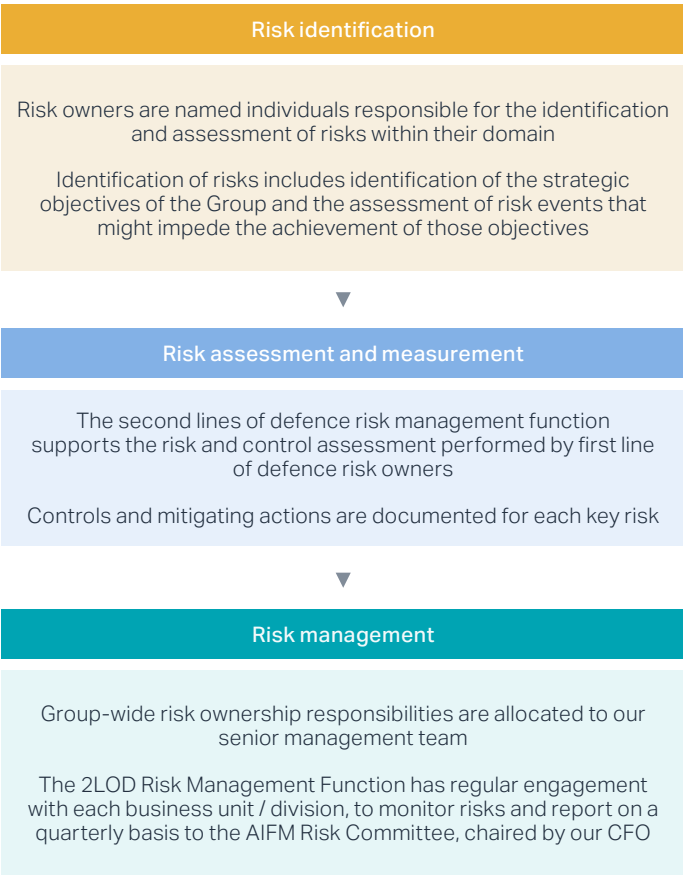 Risk identification
Risk owners are named individuals responsible for the identification
and assessment of risks within their domain
Identification of risks includes identification of the strategic
objectives of the Group and the assessment of risk events that
might impede the achievement of those objectives
Risk assessment and measurement
The second lines of defence risk management function
supports the risk and control assessment performed by first line
of defence risk owners
Controls and mitigating actions are documented for each key risk
Risk management
Group-wide risk ownership responsibilities are allocated to our
senior management team
The 2LOD Risk Management Function has regular engagement
with each business unit / division, to monitor risks and report on a
quarterly basis to the AIFM Risk Committee, chaired by our CFO